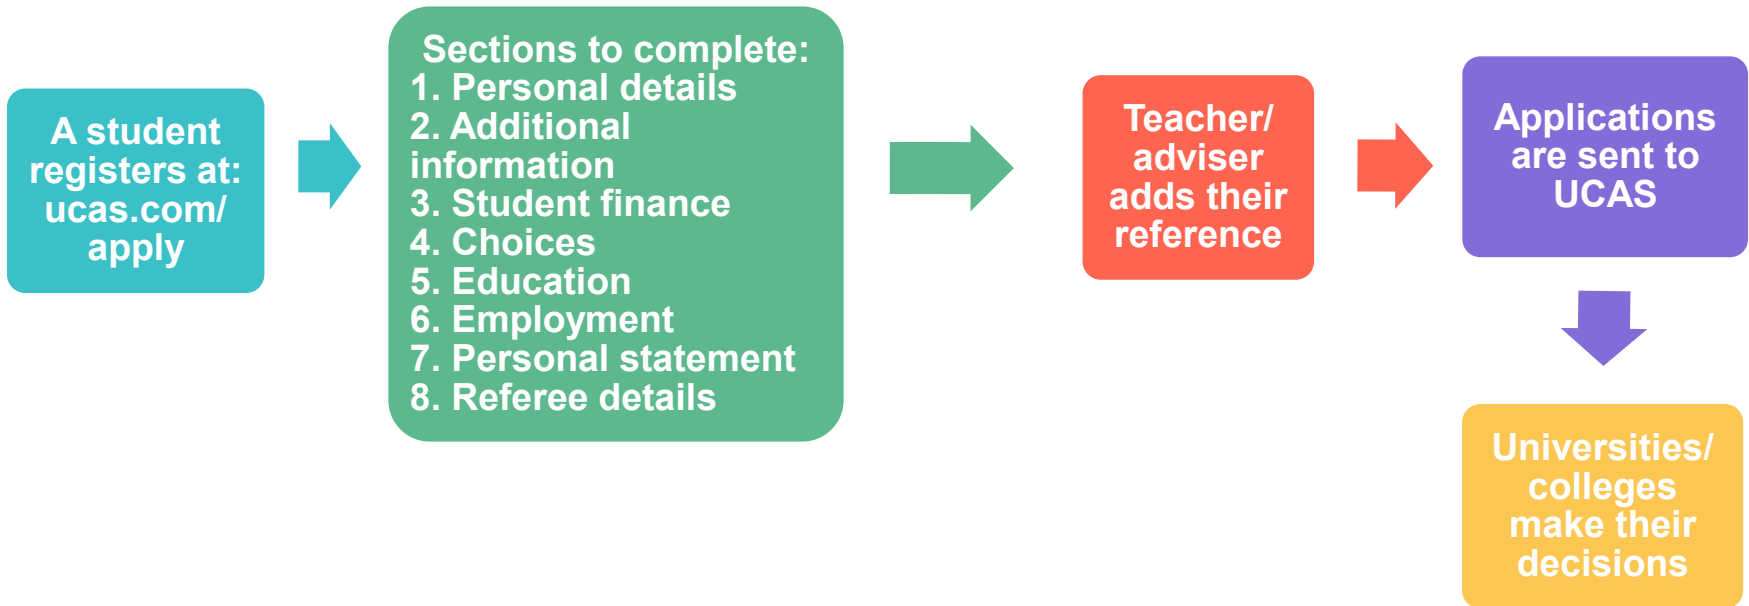 A student
registers at:
ucas.com/
apply
Sections to complete:
1. Personal details
2. Additional
information
3. Student finance
4. Choices
5. Education
6. Employment
7. Personal statement
8. Referee details
Teacher/
adviser
adds their
reference
Applications
are sent to
UCAS
Universities/
colleges
make their
decisions